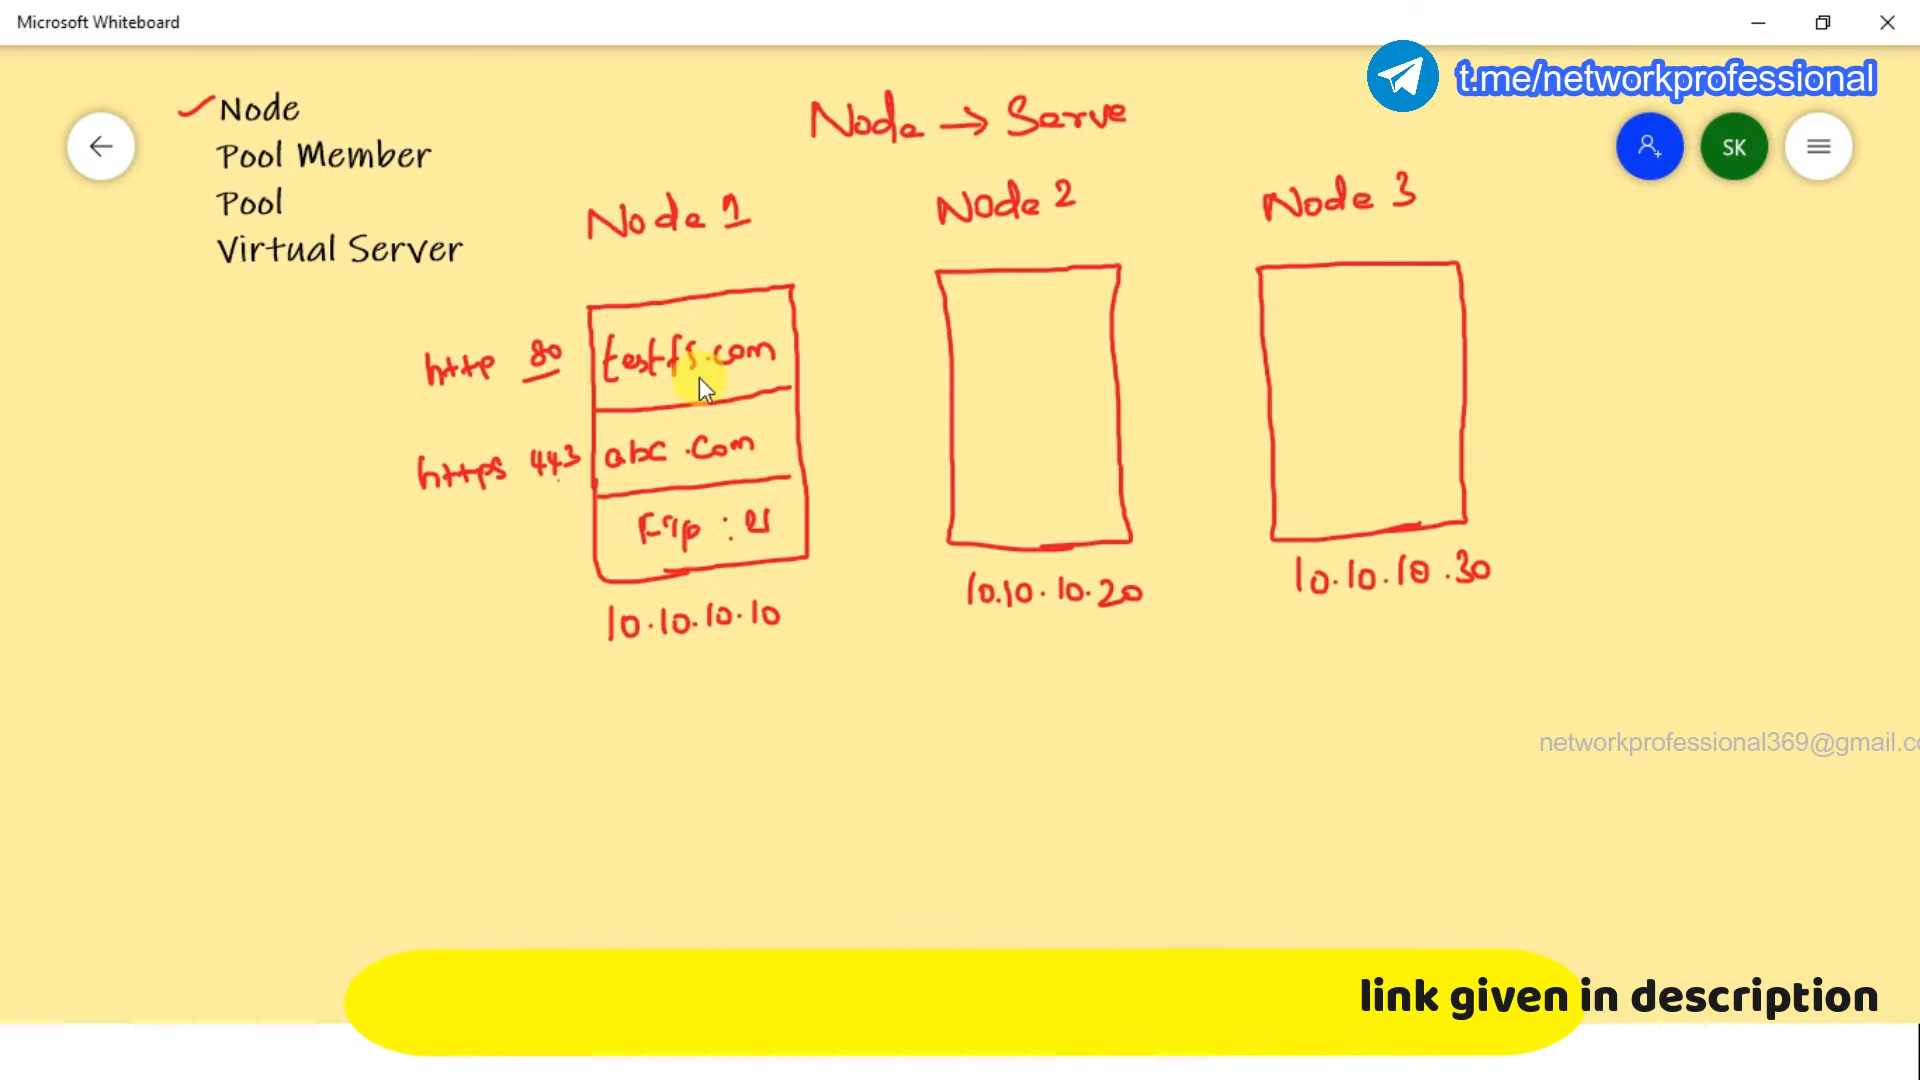 Microsoft Whiteboard
t.me/networkprofessional
Node
Pool Member
Pool
Virtual Server
Node → Serve
SK
Node 1
Node 2
Node 3
http 80
testf5.com
https 443
abc.com
Ftp : 21
10.10.10.10
10.10.10.20
10.10.10.30
networkprofessional369@gmail.co
link given in description